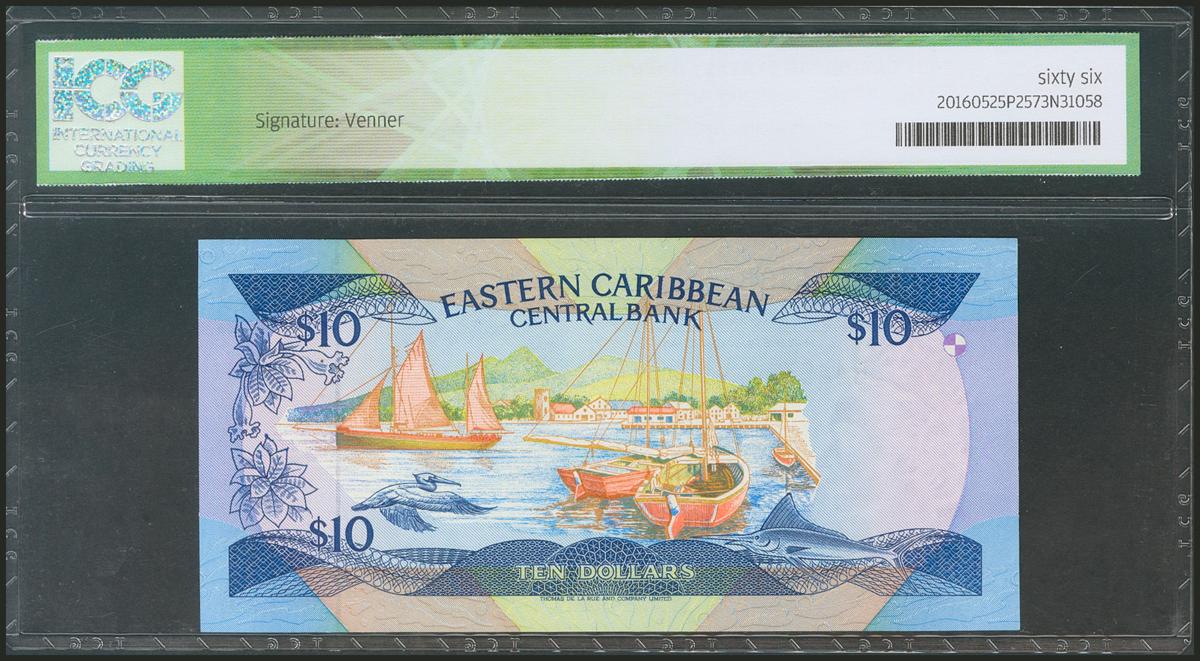 ICG
INTERNATIONAL
CURRENCY
GRADING
Signature: Venner
sixty six
20160525P2573N31058
EASTERN CARIBBEAN
CENTRAL BANK
$10
$10
$10
TEN DOLLARS
THOMAS DE LA RUE AND COMPANY LIMITED